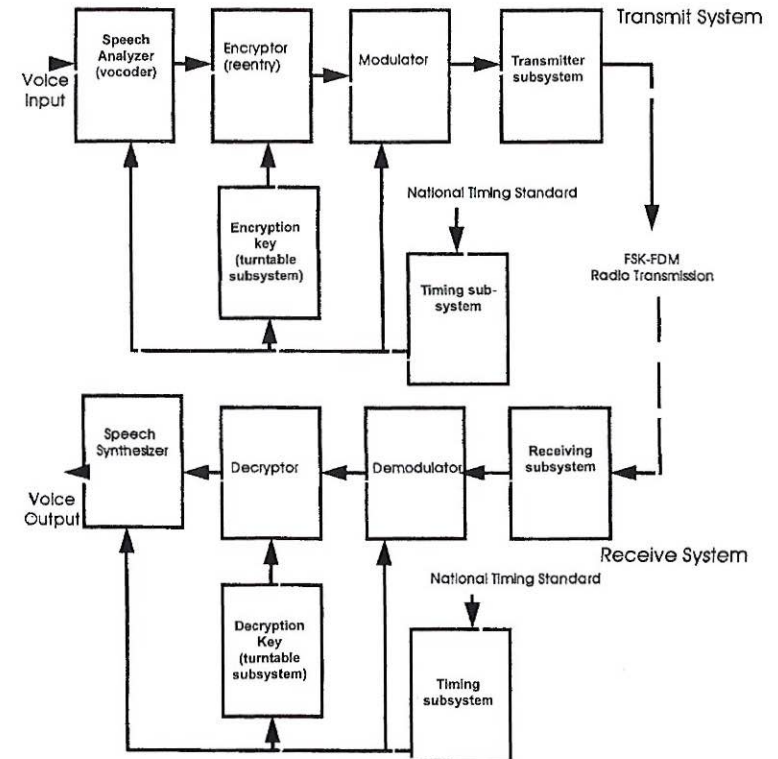 Transmit System
Voice
Input
Speech
Analyzer
(vocoder)
Encryptor
(reentry)
Modulator
Transmitter
subsystem
Encryption
key
(turntable
subsystem)
National Timing Standard
Timing sub-
system
FSK-FDM
Radio Transmission
Speech
Synthesizer
Decryptor
Demodulator
Receiving
subsystem
Voice
Output
Receive System
National Timing Standard
Decryption
Key
(turntable
subsystem)
Timing
subsystem